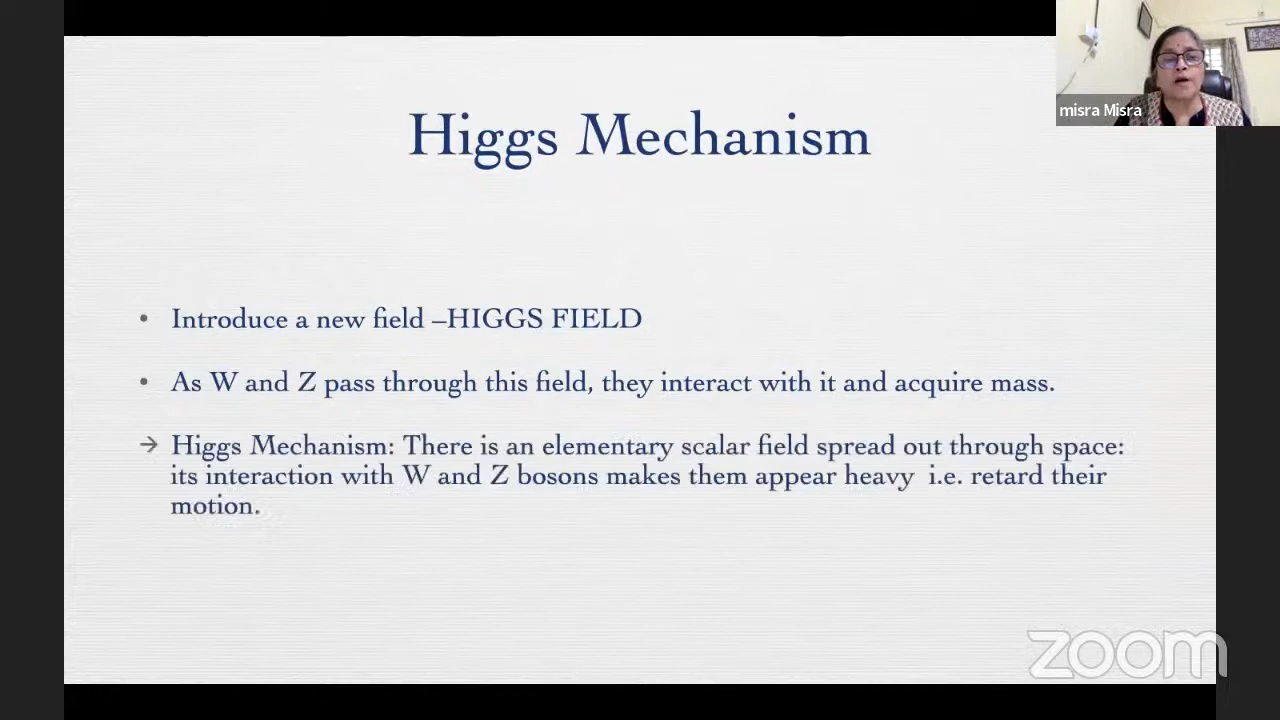 misra Misra
Higgs Mechanism
• Introduce a new field –HIGGS FIELD
• As W and Z pass through this field, they interact with it and acquire mass.
→ Higgs Mechanism: There is an elementary scalar field spread out through space:
its interaction with W and Z bosons makes them appear heavy i.e. retard their
motion.
zoom